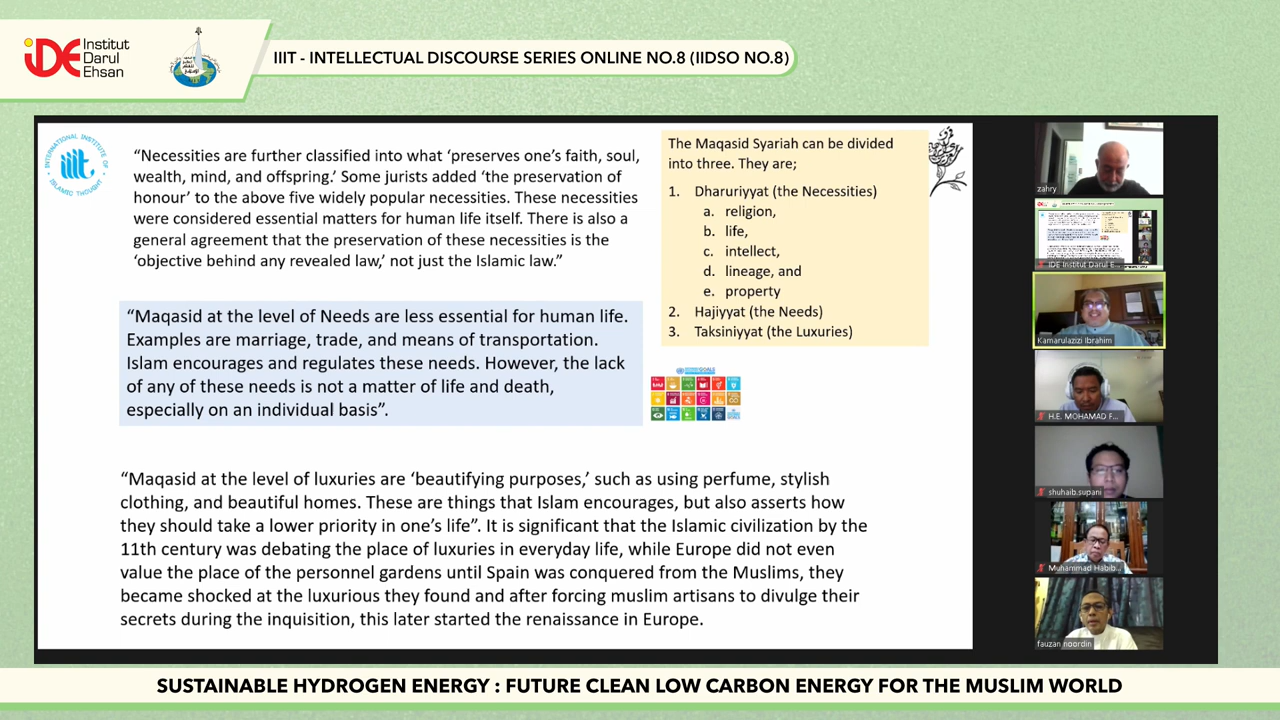 iDE Institut
Darul
Ehsan
IIIT - INTELLECTUAL DISCOURSE SERIES ONLINE NO.8 (IIDSO NO.8)
INTERNATIONAL INSTITUTE OF ISLAMIC THOUGHT
iiit
“Necessities are further classified into what ‘preserves one’s faith, soul,
wealth, mind, and offspring.’ Some jurists added ‘the preservation of
honour’ to the above five widely popular necessities. These necessities
were considered essential matters for human life itself. There is also a
general agreement that the preservation of these necessities is the
‘objective behind any revealed law,’ not just the Islamic law.”
The Maqasid Syariah can be divided
into three. They are;
1. Dharuriyyat (the Necessities)
a. religion,
b. life,
c. intellect,
d. lineage, and
e. property
2. Hajiyyat (the Needs)
3. Taksiniyyat (the Luxuries)
“Maqasid at the level of Needs are less essential for human life.
Examples are marriage, trade, and means of transportation.
Islam encourages and regulates these needs. However, the lack
of any of these needs is not a matter of life and death,
especially on an individual basis”.
“Maqasid at the level of luxuries are ‘beautifying purposes,’ such as using perfume, stylish
clothing, and beautiful homes. These are things that Islam encourages, but also asserts how
they should take a lower priority in one’s life”. It is significant that the Islamic civilization by the
11th century was debating the place of luxuries in everyday life, while Europe did not even
value the place of the personnel gardens until Spain was conquered from the Muslims, they
became shocked at the luxurious they found and after forcing muslim artisans to divulge their
secrets during the inquisition, this later started the renaissance in Europe.
zahry
IDE Institut Darul E...
Kamarulazizi Ibrahim
H.E. MOHAMAD F...
shuhaib.supani
Muhammad Habib...
fauzan noordin
SUSTAINABLE HYDROGEN ENERGY : FUTURE CLEAN LOW CARBON ENERGY FOR THE MUSLIM WORLD